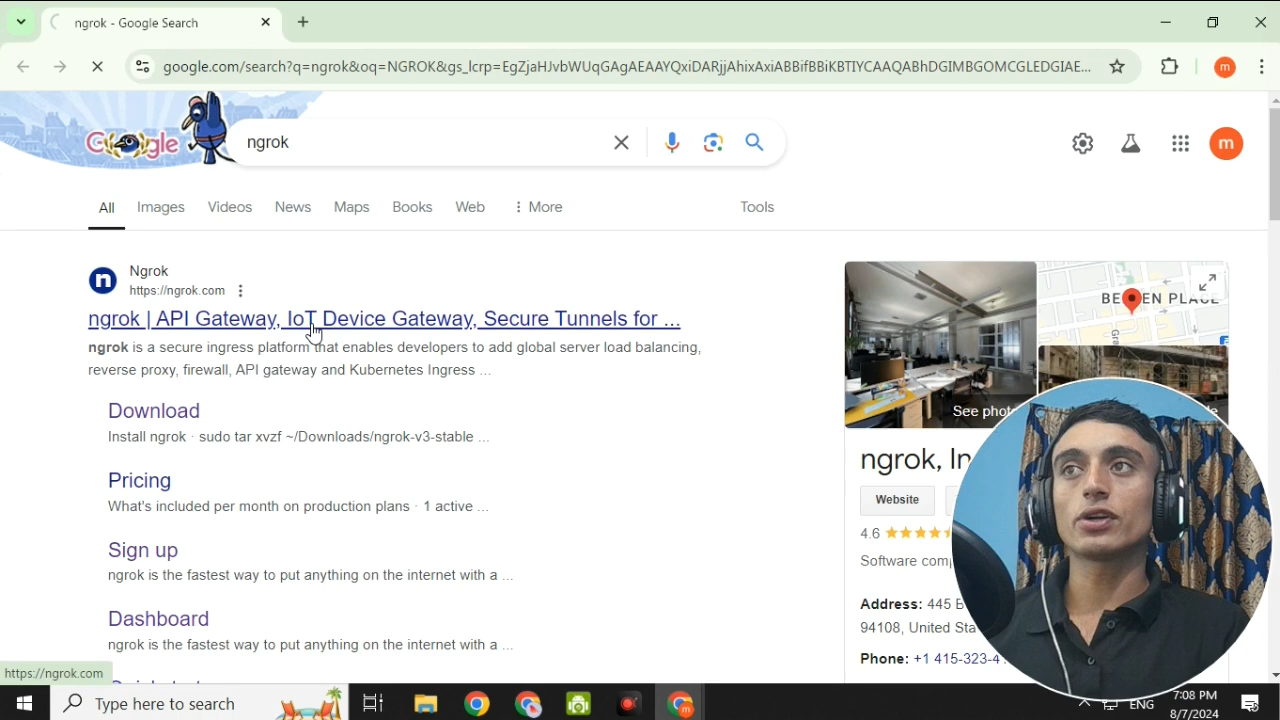 ngrok - Google Search
google.com/search?q=ngrok&oq=NGROK&gs_lcrp=EgZjaHJvbWUqGAgAEAAYQxiDARjjAhixAxiABBifBBiKBTIYCAAQABhDGIMBGOMCGLEDGIAE...
Google
ngrok
m
All Images Videos News Maps Books Web More Tools
n Ngrok
https://ngrok.com
ngrok | API Gateway, IoT Device Gateway, Secure Tunnels for ...
ngrok is a secure ingress platform that enables developers to add global server load balancing,
reverse proxy, firewall, API gateway and Kubernetes Ingress ...
Download
Install ngrok · sudo tar xvzf ~/Downloads/ngrok-v3-stable ...
Pricing
What's included per month on production plans · 1 active ...
Sign up
ngrok is the fastest way to put anything on the internet with a ...
Dashboard
ngrok is the fastest way to put anything on the internet with a ...
See
ngrok,
Website
4.6
Software
Address: 445
94108, United
Phone: +1 415-323-4
https://ngrok.com
Type here to search
ENG
7:08 PM
8/7/2024